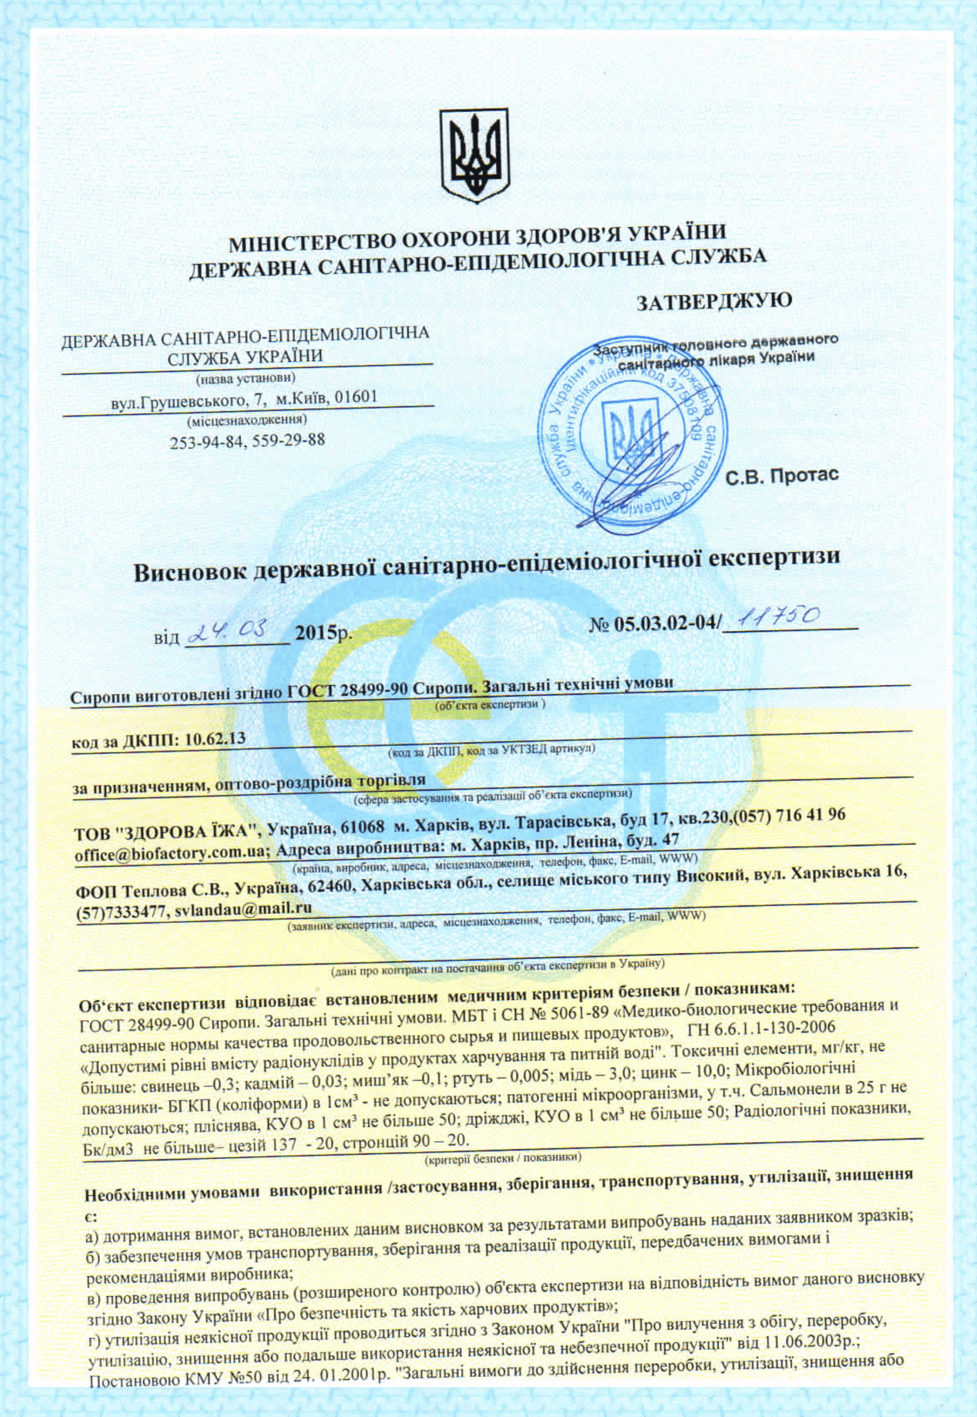 МІНІСТЕРСТВО ОХОРОНИ ЗДОРОВ'Я УКРАЇНИ
ДЕРЖАВНА САНІТАРНО-ЕПІДЕМІОЛОГІЧНА СЛУЖБА
ЗАТВЕРДЖУЮ
ДЕРЖАВНА САНІТАРНО-ЕПІДЕМІОЛОГІЧНА
СЛУЖБА УКРАЇНИ
(назва установи)
вул.Грушевського, 7, м.Київ, 01601
(місцезнаходження)
253-94-84, 559-29-88
Заступник головного державного
санітарного лікаря України
Україна * Державна санітарно-епідеміологічна служба України *
Ідентифікаційний код 37508109
С.В. Протас
Висновок державної санітарно-епідеміологічної експертизи
від 24.03 2015р.
№ 05.03.02-04/ 11750
Сиропи виготовлені згідно ГОСТ 28499-90 Сиропи. Загальні технічні умови
(об'єкта експертизи )
код за ДКПП: 10.62.13
(код за ДКПП, код за УКТЗЕД артикул)
за призначенням, оптово-роздрібна торгівля
(сфера застосування та реалізації об'єкта експертизи)
ТОВ "ЗДОРОВА ЇЖА", Україна, 61068 м. Харків, вул. Тарасівська, буд 17, кв.230,(057) 716 41 96
office@biofactory.com.ua; Адреса виробництва: м. Харків, пр. Леніна, буд. 47
(країна, виробник, адреса, місцезнаходження, телефон, факс, E-mail, WWW)
ФОП Теплова С.В., Україна, 62460, Харківська обл., селище міського типу Високий, вул. Харківська 16,
(57)7333477, svlandau@mail.ru
(заявник експертизи, адреса, місцезнаходження, телефон, факс, E-mail, WWW)
(дані про контракт на постачання об'єкта експертизи в Україну)
Об'єкт експертизи відповідає встановленим медичним критеріям безпеки / показникам:
ГОСТ 28499-90 Сиропи. Загальні технічні умови. МБТ і СН № 5061-89 «Медико-биологические требования и
санитарные нормы качества продовольственного сырья и пищевых продуктов», ГН 6.6.1.1-130-2006
«Допустимі рівні вмісту радіонуклідів у продуктах харчування та питній воді". Токсичні елементи, мг/кг, не
більше: свинець –0,3; кадмій – 0,03; миш'як –0,1; ртуть – 0,005; мідь – 3,0; цинк – 10,0; Мікробіологічні
показники- БГКП (коліформи) в 1см³ - не допускаються; патогенні мікроорганізми, у т.ч. Сальмонели в 25 г не
допускаються; пліснява, КУО в 1 см³ не більше 50; дріжджі, КУО в 1 см³ не більше 50; Радіологічні показники,
Бк/дм3 не більше– цезій 137 - 20, стронцій 90 – 20.
(критерії безпеки / показники)
Необхідними умовами використання /застосування, зберігання, транспортування, утилізації, знищення
є:
а) дотримання вимог, встановлених даним висновком за результатами випробувань наданих заявником зразків;
б) забезпечення умов транспортування, зберігання та реалізації продукції, передбачених вимогами і
рекомендаціями виробника;
в) проведення випробувань (розширеного контролю) об'єкта експертизи на відповідність вимог даного висновку
згідно Закону України «Про безпечність та якість харчових продуктів»;
г) утилізація неякісної продукції проводиться згідно з Законом України "Про вилучення з обігу, переробку,
утилізацію, знищення або подальше використання неякісної та небезпечної продукції" від 11.06.2003р.;
Постановою КМУ №50 від 24. 01.2001р. "Загальні вимоги до здійснення переробки, утилізації, знищення або